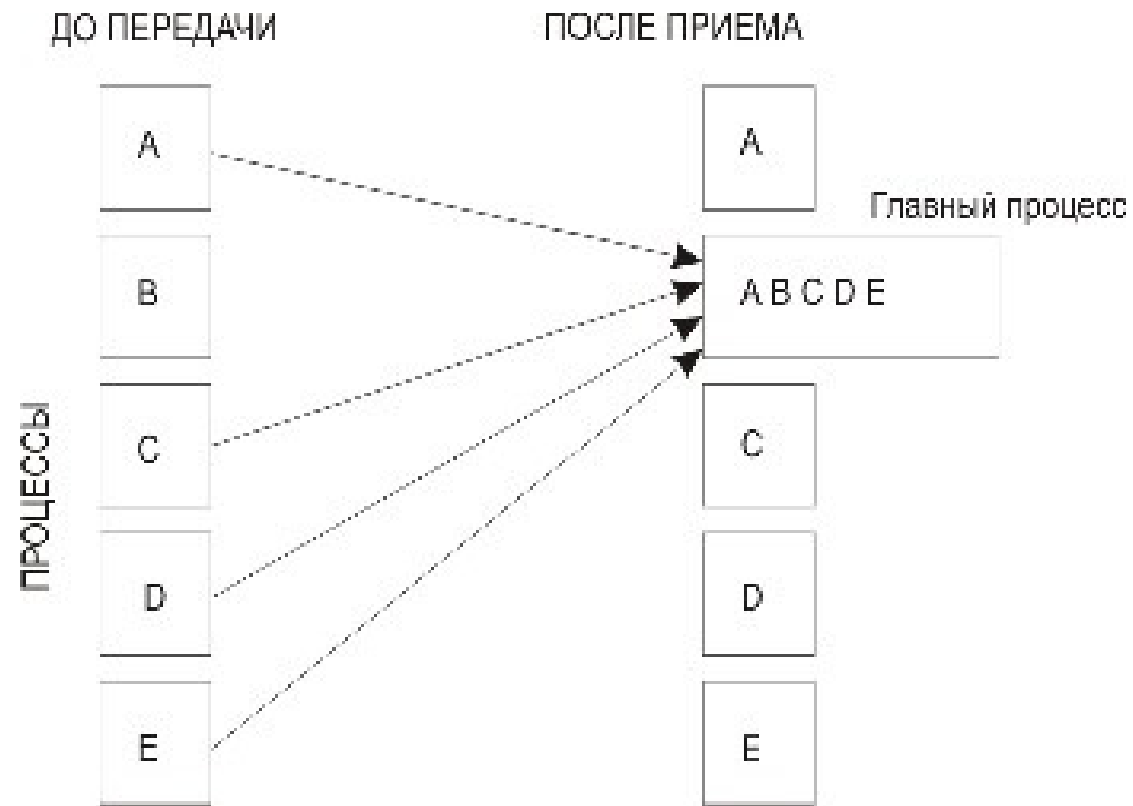 ДО ПЕРЕДАЧИ
ПОСЛЕ ПРИЕМА
A
A
Главный процесс
B
A B C D E
ПРОЦЕССЫ
C
C
D
D
E
E